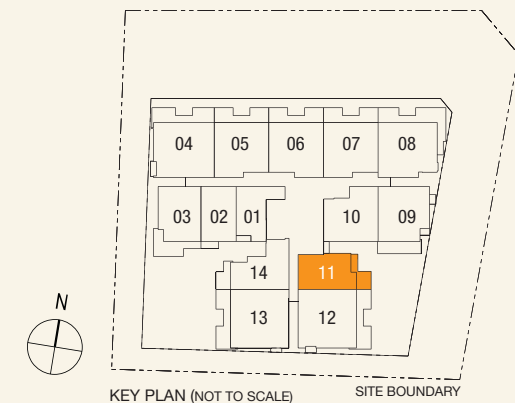 04 05 06 07 08
03 02 01 10 09
14 11
13 12
N
KEY PLAN (NOT TO SCALE)
SITE BOUNDARY